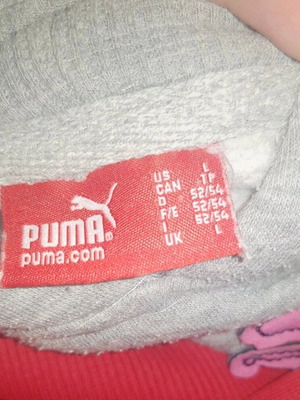 PUMA
puma.com
US L
CAN TP
D 52/54
F/E 52/54
I 52/54
UK L